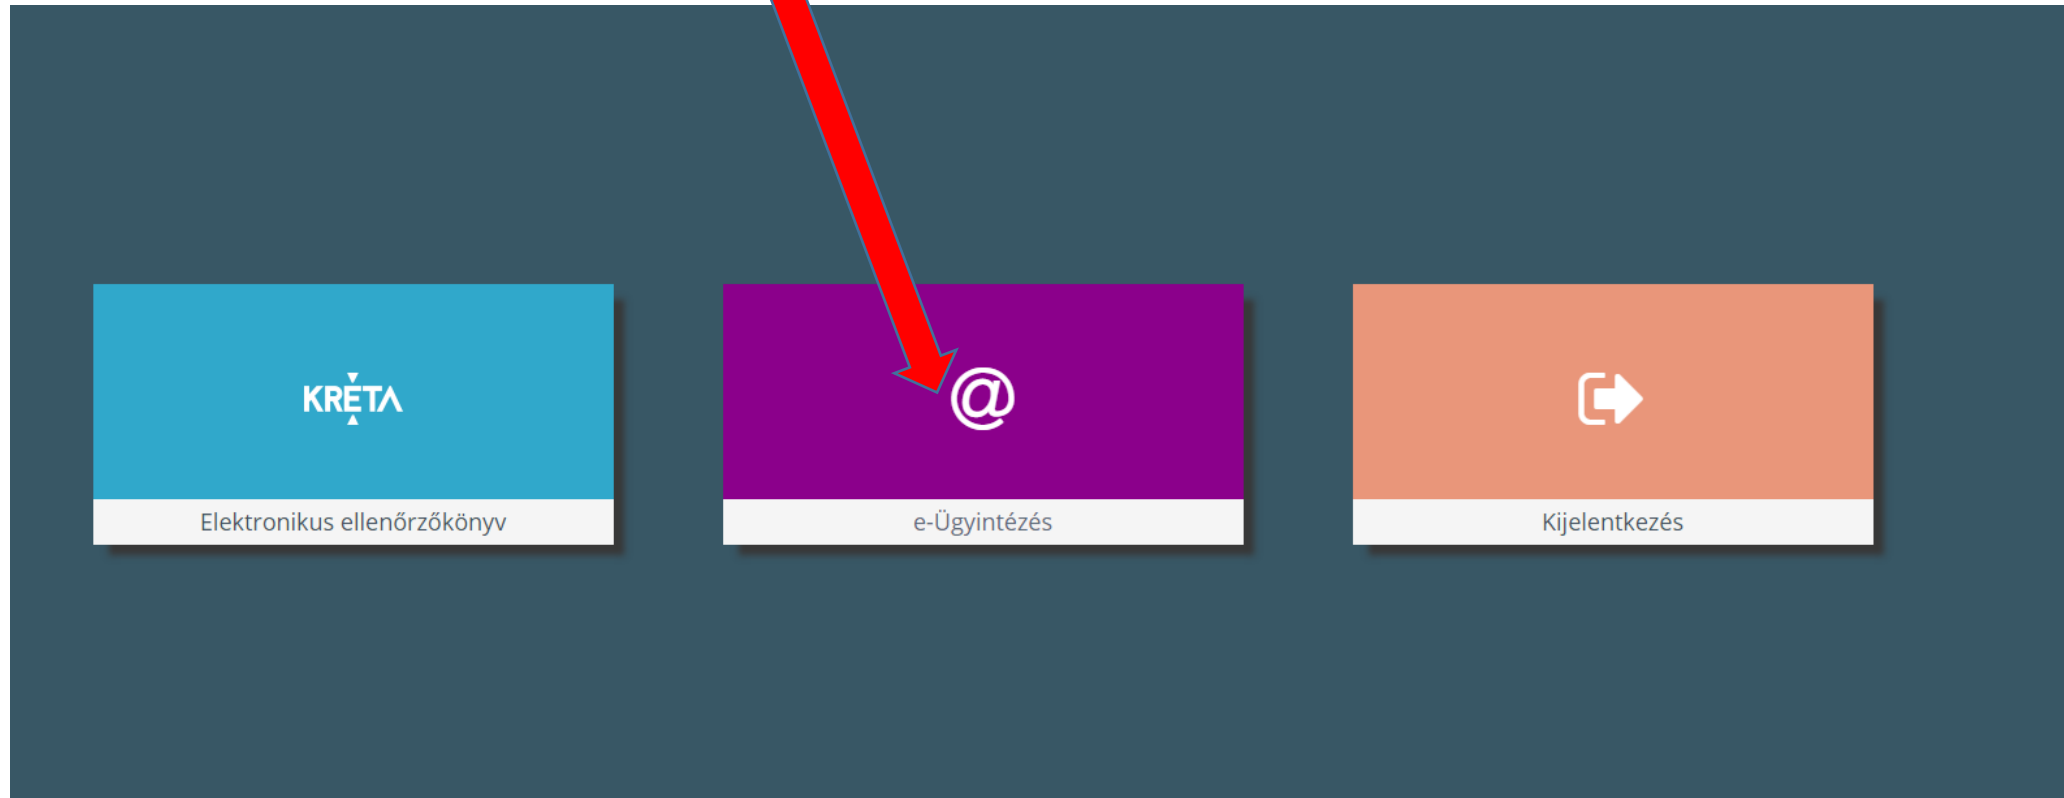 KRÉTA
Elektronikus ellenőrzőkönyv
@
e-Ügyintézés
Kijelentkezés